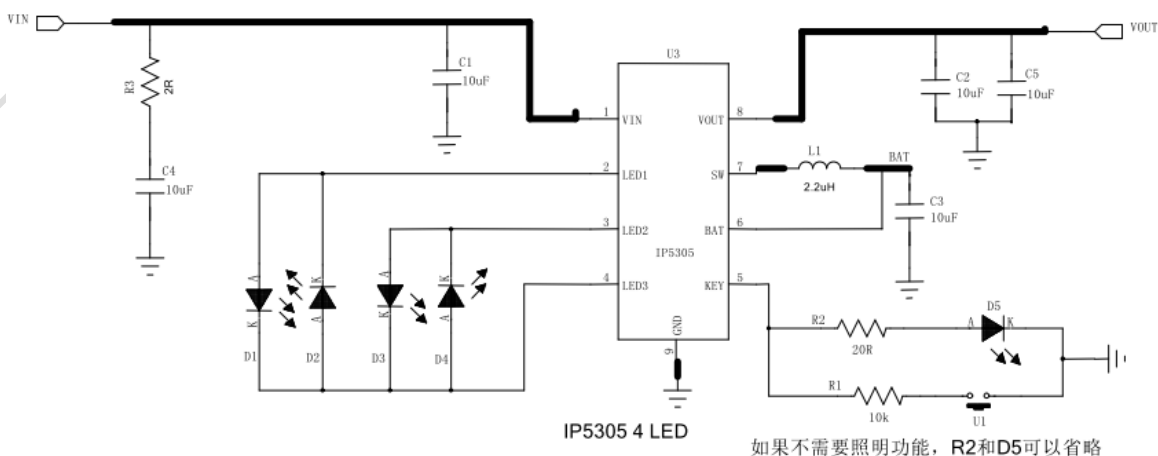 VIN
VOUT
U3
R3
2R
C1
10uF
C2
10uF
C5
10uF
1
VIN
VOUT
8
C4
10uF
2
LED1
SW
7
L1
2.2uH
BAT
C3
10uF
3
LED2
BAT
6
IP5305
4
LED3
KEY
5
A
K
D1
K
A
D2
A
K
D3
K
A
D4
GND
9
R2
20R
A
D5
K
R1
10k
U1
IP5305 4 LED
如果不需要照明功能，R2和D5可以省略